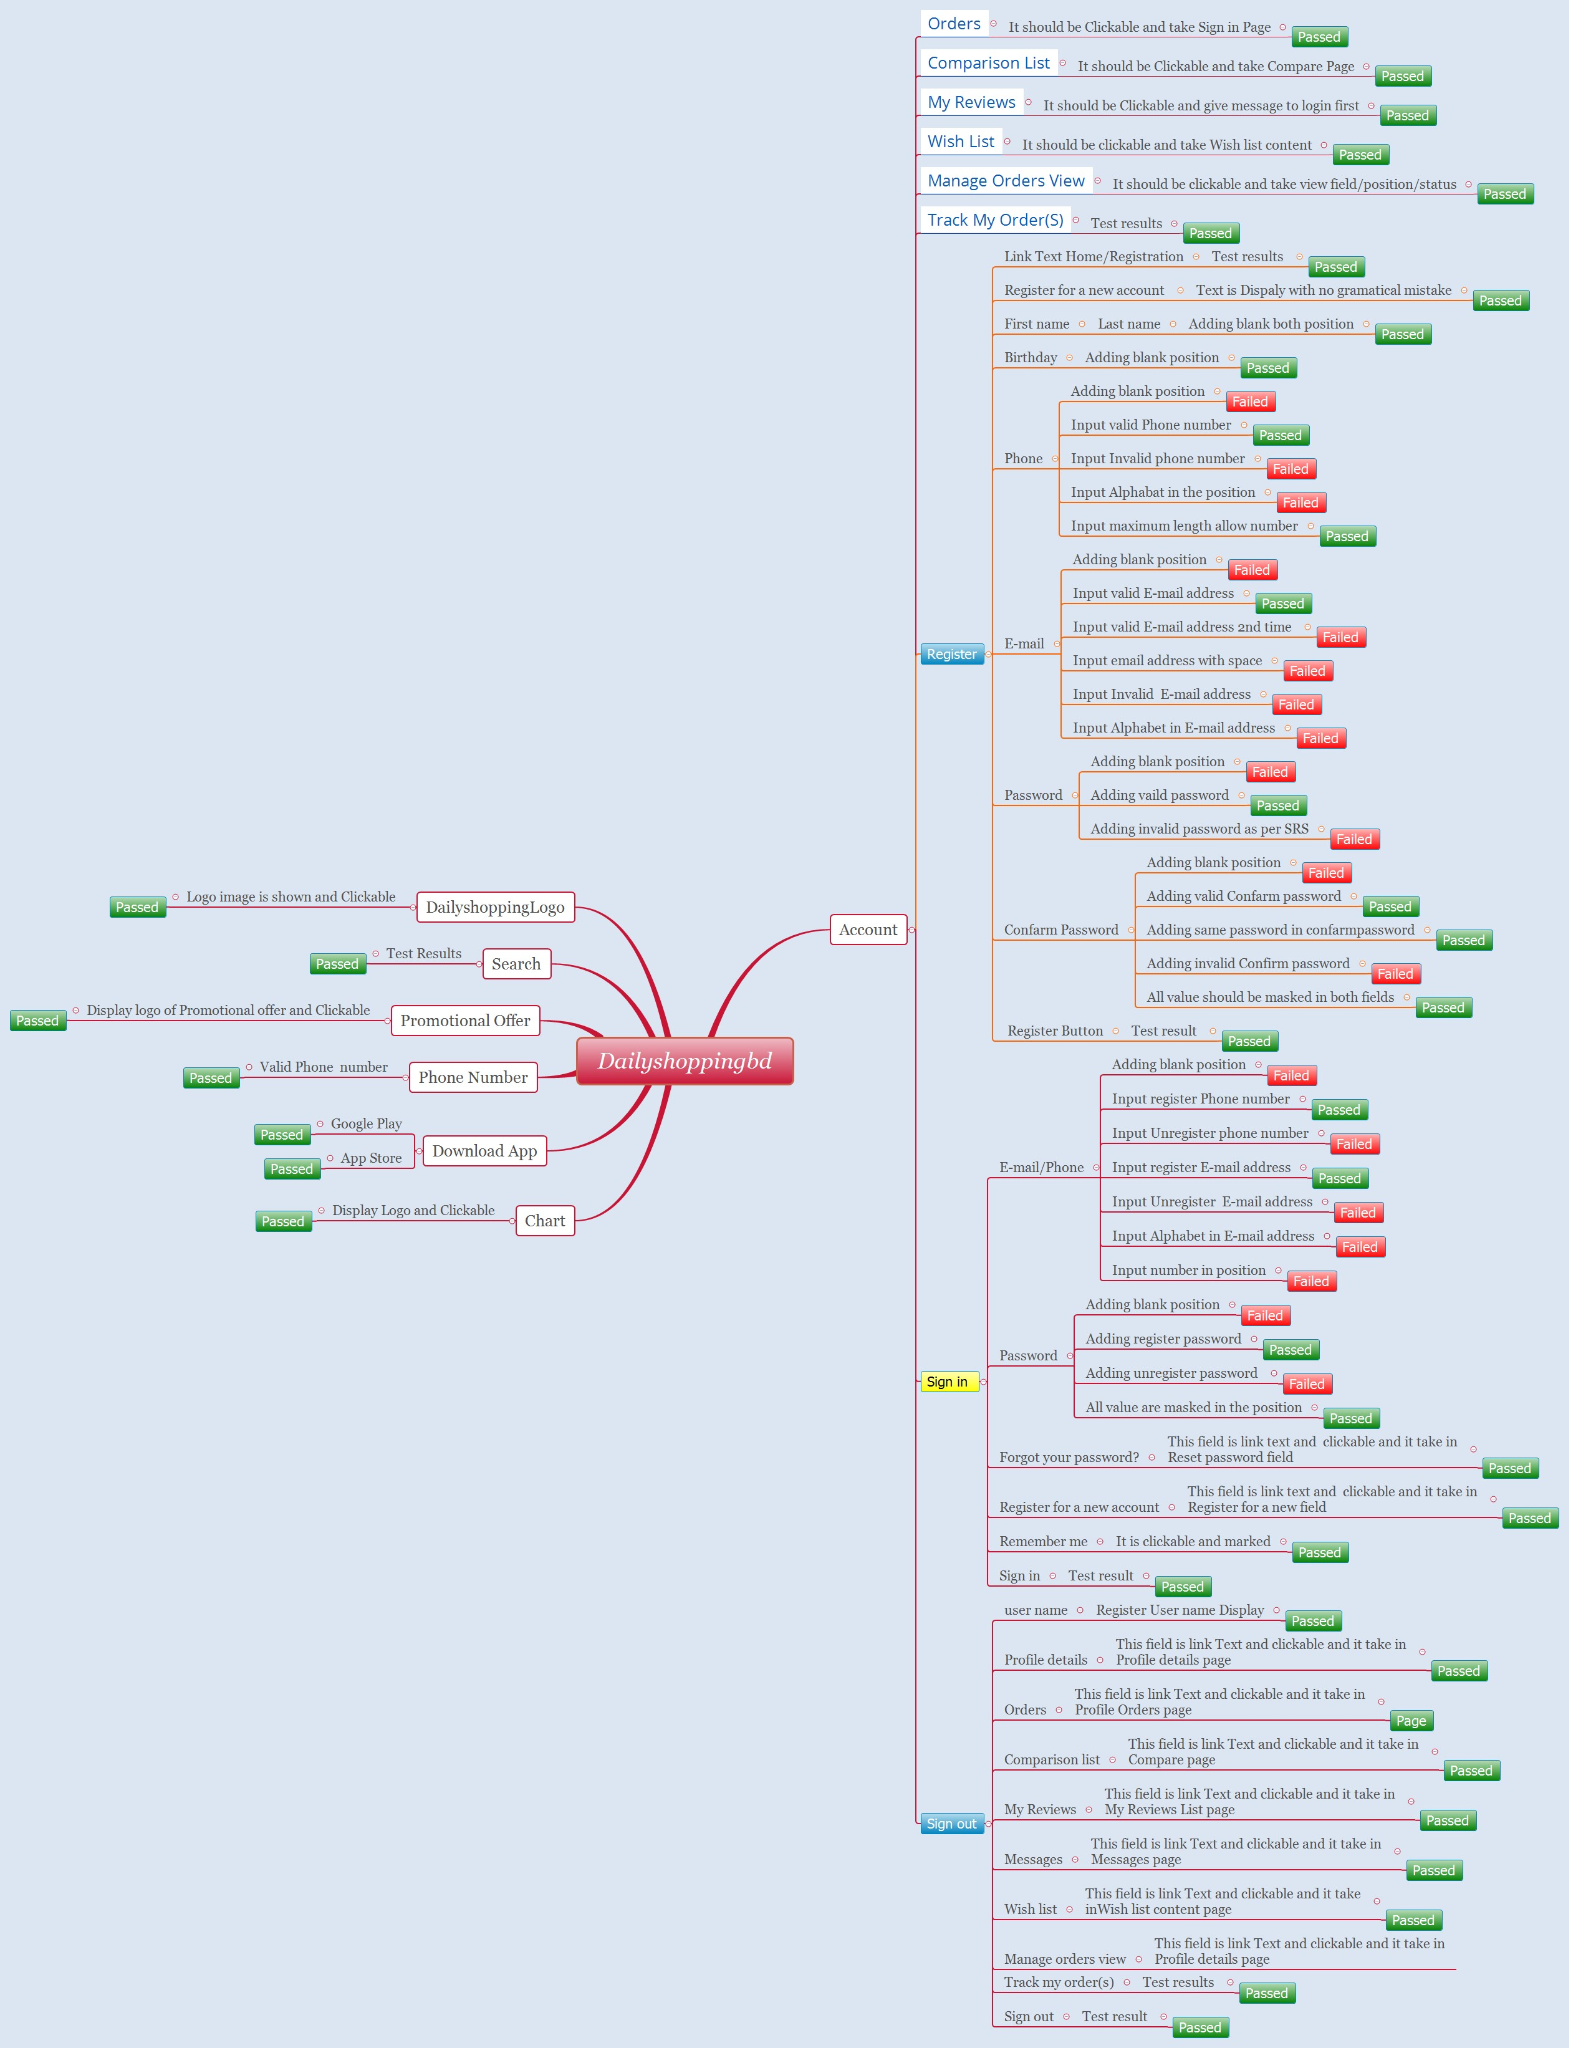 Orders
It should be Clickable and take Sign in Page
Passed
Comparison List
It should be Clickable and take Compare Page
Passed
My Reviews
It should be Clickable and give message to login first
Passed
Wish List
It should be clickable and take Wish list content
Passed
Manage Orders View
It should be clickable and take view field/position/status
Passed
Track My Order(S)
Test results
Passed
Link Text Home/Registration
Test results
Passed
Register for a new account
Text is Dispaly with no gramatical mistake
Passed
First name
Last name
Adding blank both position
Passed
Birthday
Adding blank position
Passed
Phone
Adding blank position
Failed
Input valid Phone number
Passed
Input Invalid phone number
Failed
Input Alphabat in the position
Failed
Input maximum length allow number
Passed
Register
E-mail
Adding blank position
Failed
Input valid E-mail address
Passed
Input valid E-mail address 2nd time
Failed
Input email address with space
Failed
Input Invalid  E-mail address
Failed
Input Alphabet in E-mail address
Failed
Password
Adding blank position
Failed
Adding vaild password
Passed
Adding invalid password as per SRS
Failed
Confarm Password
Adding blank position
Failed
Adding valid Confarm password
Passed
Adding same password in confarmpassword
Passed
Adding invalid Confirm password
Failed
All value should be masked in both fields
Passed
Register Button
Test result
Passed
Passed
Logo image is shown and Clickable
DailyshoppingLogo
Passed
Test Results
Search
Passed
Display logo of Promotional offer and Clickable
Promotional Offer
Passed
Valid Phone  number
Phone Number
Passed
Google Play
Passed
App Store
Download App
Passed
Display Logo and Clickable
Chart
Dailyshoppingbd
Account
E-mail/Phone
Adding blank position
Failed
Input register Phone number
Passed
Input Unregister phone number
Failed
Input register E-mail address
Passed
Input Unregister  E-mail address
Failed
Input Alphabet in E-mail address
Failed
Input number in position
Failed
Sign in
Password
Adding blank position
Failed
Adding register password
Passed
Adding unregister password
Failed
All value are masked in the position
Passed
Forgot your password?
This field is link text and  clickable and it take in
Reset password field
Passed
Register for a new account
This field is link text and  clickable and it take in
Register for a new field
Passed
Remember me
It is clickable and marked
Passed
Sign in
Test result
Passed
user name
Register User name Display
Passed
Profile details
This field is link Text and clickable and it take in
Profile details page
Passed
Orders
This field is link Text and clickable and it take in
Profile Orders page
Page
Comparison list
This field is link Text and clickable and it take in
Compare page
Passed
Sign out
My Reviews
This field is link Text and clickable and it take in
My Reviews List page
Passed
Messages
This field is link Text and clickable and it take in
Messages page
Passed
Wish list
This field is link Text and clickable and it take
inWish list content page
Passed
Manage orders view
This field is link Text and clickable and it take in
Profile details page
Track my order(s)
Test results
Passed
Sign out
Test result
Passed